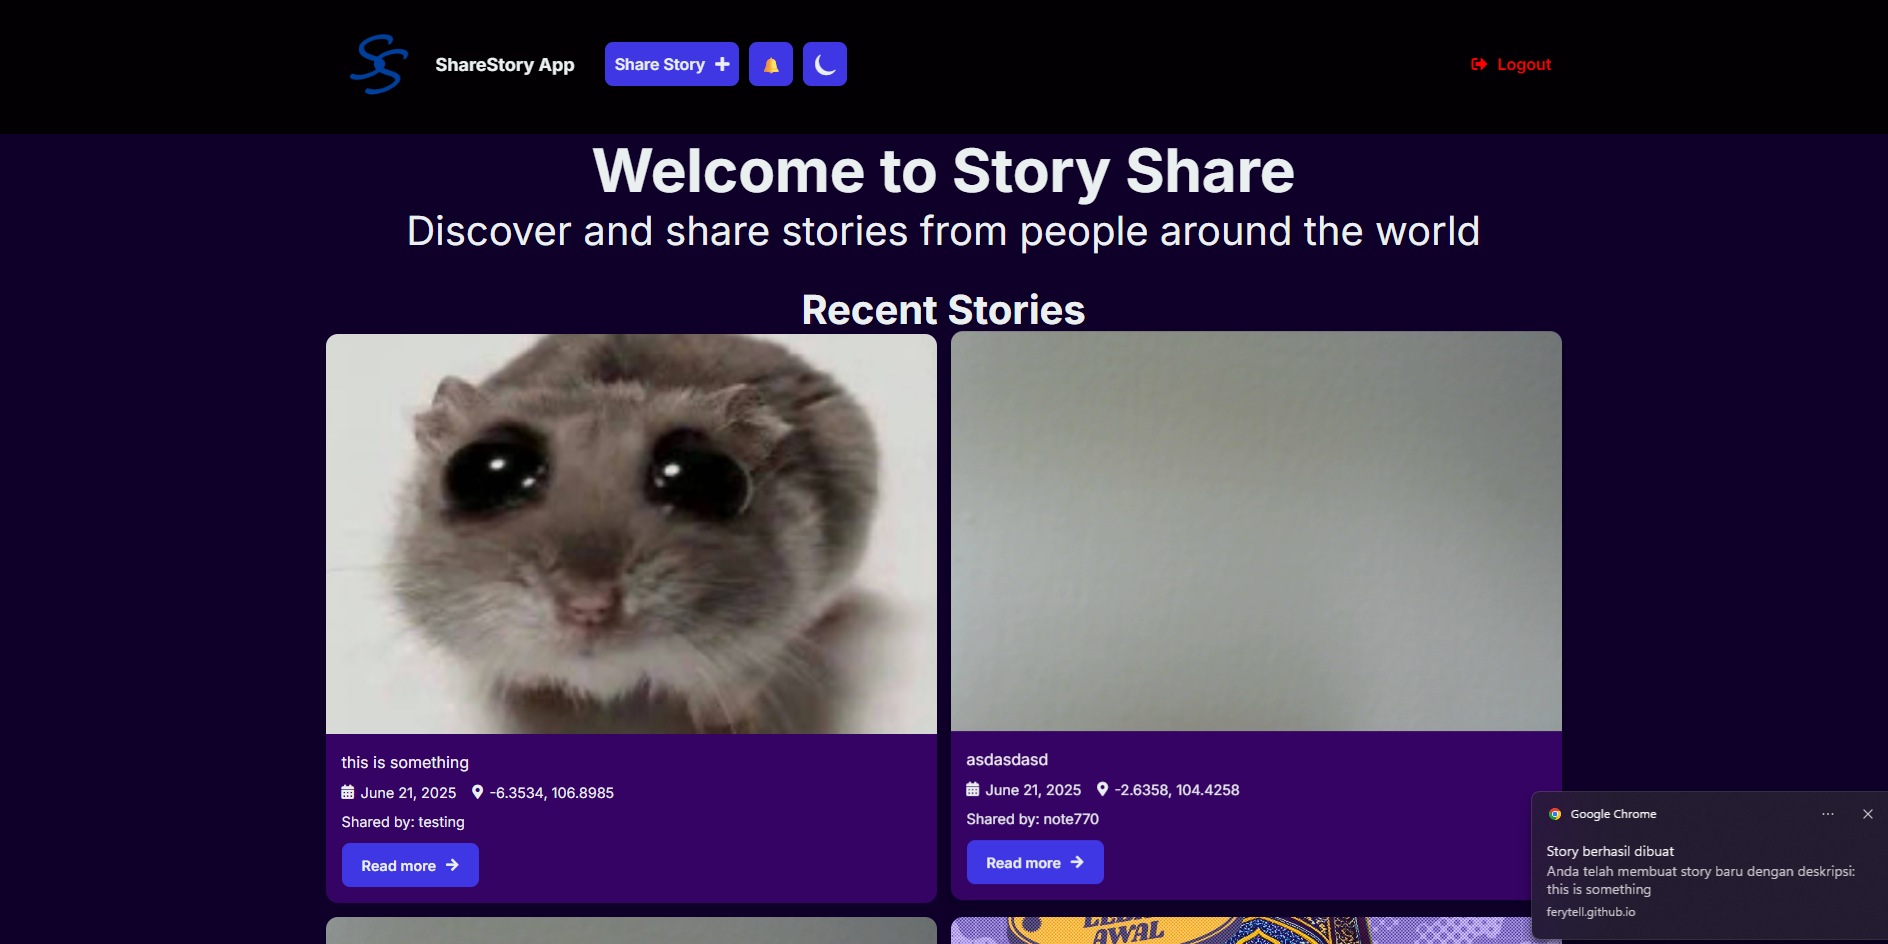 ShareStory App
Share Story
Logout
Welcome to Story Share
Discover and share stories from people around the world
Recent Stories
this is something
June 21, 2025 -6.3534, 106.8985
Shared by: testing
Read more
asdasdasd
June 21, 2025 -2.6358, 104.4258
Shared by: note770
Read more
AWAL
Google Chrome
Story berhasil dibuat
Anda telah membuat story baru dengan deskripsi:
this is something
ferytell.github.io